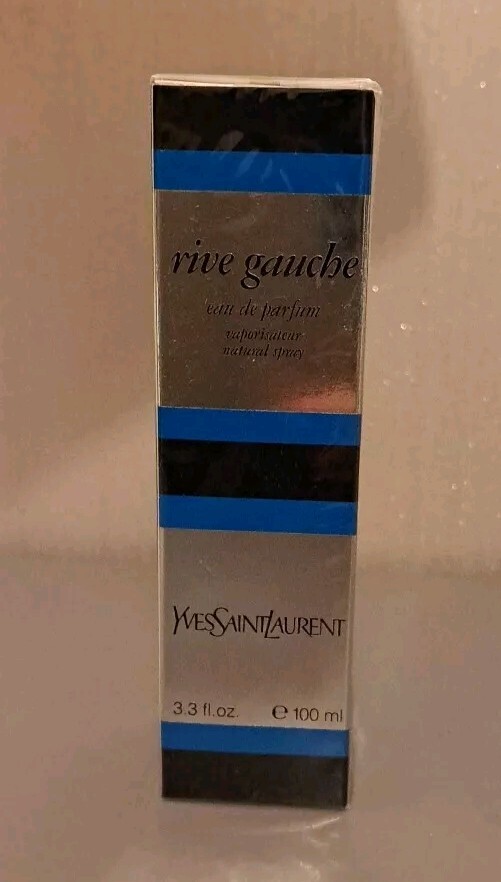 rive gauche
eau de parfum
vaporisateur
natural spray
YVESSAINTLAURENT
3.3 fl.oz. ℮ 100 ml